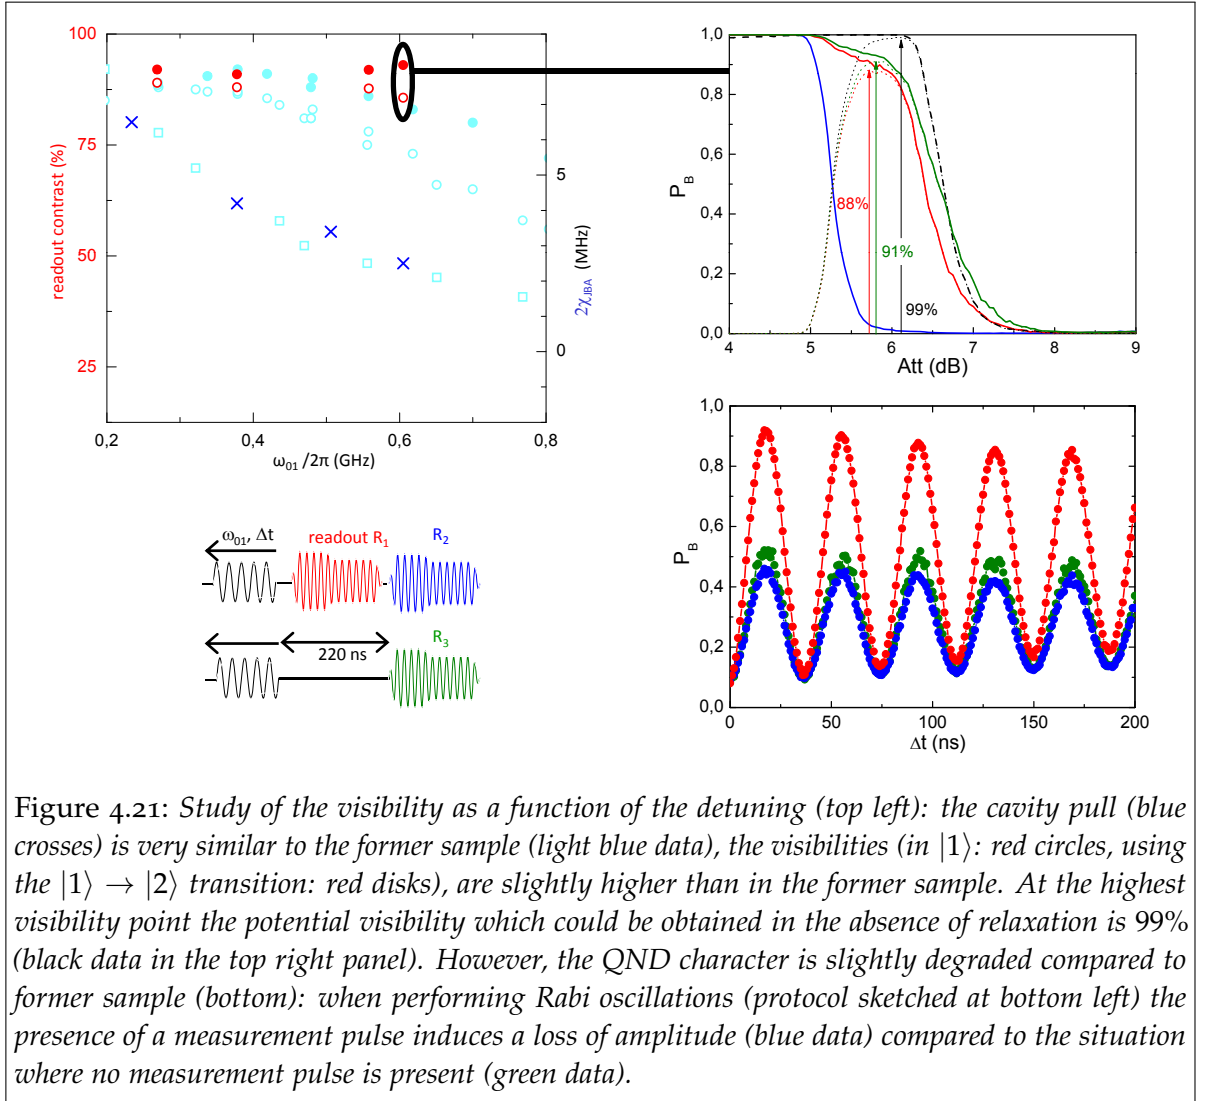 100
75
50
25
readout contrast (%)
5
0
2χJBA (MHz)
0,2 0,4 0,6 0,8
ω01 /2π (GHz)
1,0
0,8
0,6
0,4
0,2
0,0
PB
88%
91%
99%
4 5 6 7 8 9
Att (dB)
ω01, Δt
readout R1
R2
220 ns
R3
1,0
0,8
0,6
0,4
0,2
0,0
PB
0 50 100 150 200
Δt (ns)
Figure 4.21: Study of the visibility as a function of the detuning (top left): the cavity pull (blue
crosses) is very similar to the former sample (light blue data), the visibilities (in |1⟩: red circles, using
the |1⟩ → |2⟩ transition: red disks), are slightly higher than in the former sample. At the highest
visibility point the potential visibility which could be obtained in the absence of relaxation is 99%
(black data in the top right panel). However, the QND character is slightly degraded compared to
former sample (bottom): when performing Rabi oscillations (protocol sketched at bottom left) the
presence of a measurement pulse induces a loss of amplitude (blue data) compared to the situation
where no measurement pulse is present (green data).